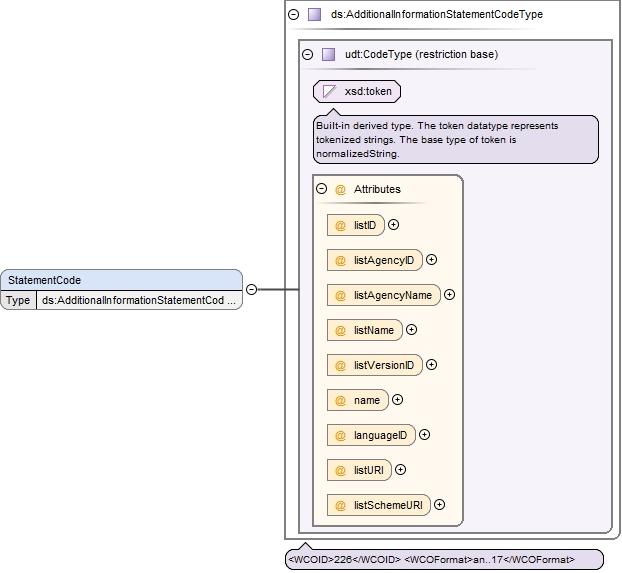 ds:AdditionalInformationStatementCodeType
udt:CodeType (restriction base)
xsd:token
Built-in derived type. The token datatype represents
tokenized strings. The base type of token is
normalizedString.
@ Attributes
@ listID
@ listAgencyID
@ listAgencyName
@ listName
@ listVersionID
@ name
@ languageID
@ listURI
@ listSchemeURI
StatementCode
Type ds:AdditionalInformationStatementCod ...
<WCOID>226</WCOID> <WCOFormat>an..17</WCOFormat>